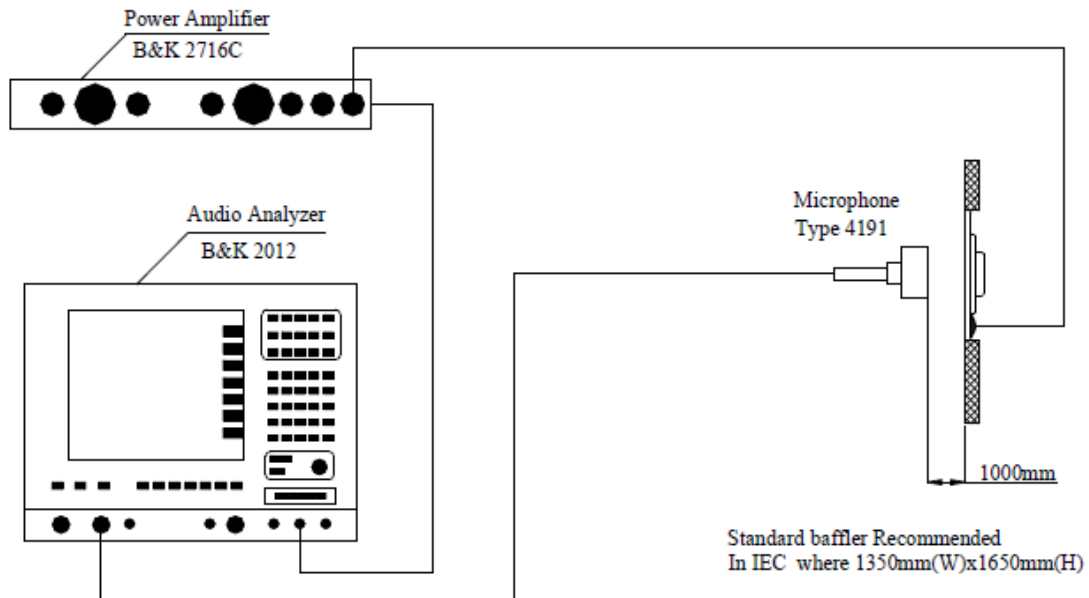 Power Amplifier
B&K 2716C
Audio Analyzer
B&K 2012
Microphone
Type 4191
1000mm
Standard baffler Recommended
In IEC where 1350mm(W)x1650mm(H)